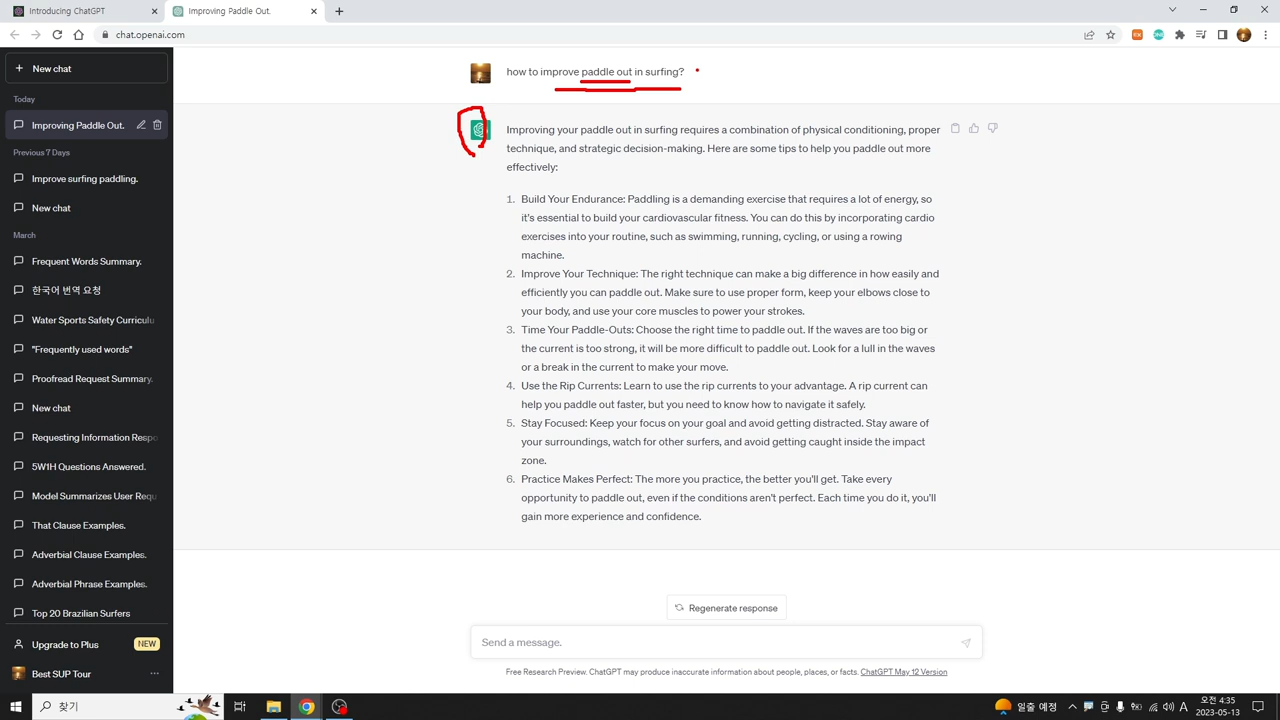 Introducing ChatGPT
Improving Paddle Out.
chat.openai.com
New chat
Today
Improving Paddle Out.
Previous 7 Days
Improve surfing paddling.
New chat
March
Frequent Words Summary.
한국어 번역 요청
Water Sports Safety Curriculu
"Frequently used words"
Proofread Request Summary.
New chat
Requesting Information Respo
5W1H Questions Answered.
Model Summarizes User Requ
That Clause Examples.
Adverbial Clause Examples.
Adverbial Phrase Examples.
Top 20 Brazilian Surfers
Upgrade to Plus NEW
Best SUP Tour
how to improve paddle out in surfing?
Improving your paddle out in surfing requires a combination of physical conditioning, proper
technique, and strategic decision-making. Here are some tips to help you paddle out more
effectively:
1. Build Your Endurance: Paddling is a demanding exercise that requires a lot of energy, so
it's essential to build your cardiovascular fitness. You can do this by incorporating cardio
exercises into your routine, such as swimming, running, cycling, or using a rowing
machine.
2. Improve Your Technique: The right technique can make a big difference in how easily and
efficiently you can paddle out. Make sure to use proper form, keep your elbows close to
your body, and use your core muscles to power your strokes.
3. Time Your Paddle-Outs: Choose the right time to paddle out. If the waves are too big or
the current is too strong, it will be more difficult to paddle out. Look for a lull in the waves
or a break in the current to make your move.
4. Use the Rip Currents: Learn to use the rip currents to your advantage. A rip current can
help you paddle out faster, but you need to know how to navigate it safely.
5. Stay Focused: Keep your focus on your goal and avoid getting distracted. Stay aware of
your surroundings, watch for other surfers, and avoid getting caught inside the impact
zone.
6. Practice Makes Perfect: The more you practice, the better you'll get. Take every
opportunity to paddle out, even if the conditions aren't perfect. Each time you do it, you'll
gain more experience and confidence.
Regenerate response
Send a message.
Free Research Preview. ChatGPT may produce inaccurate information about people, places, or facts. ChatGPT May 12 Version
찾기
일몰 예정
A
오전 4:35
2023-05-13